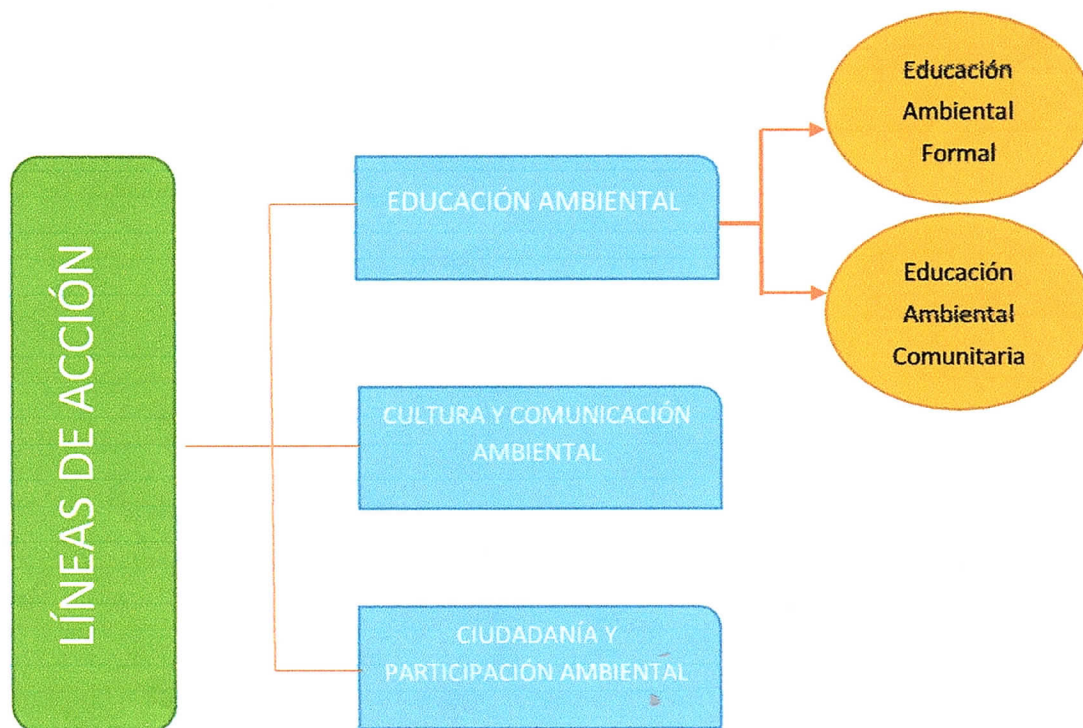 LÍNEAS DE ACCIÓN
EDUCACIÓN AMBIENTAL
Educación
Ambiental
Formal
Educación
Ambiental
Comunitaria
CULTURA Y COMUNICACIÓN
AMBIENTAL
CIUDADANÍA Y
PARTICIPACIÓN AMBIENTAL